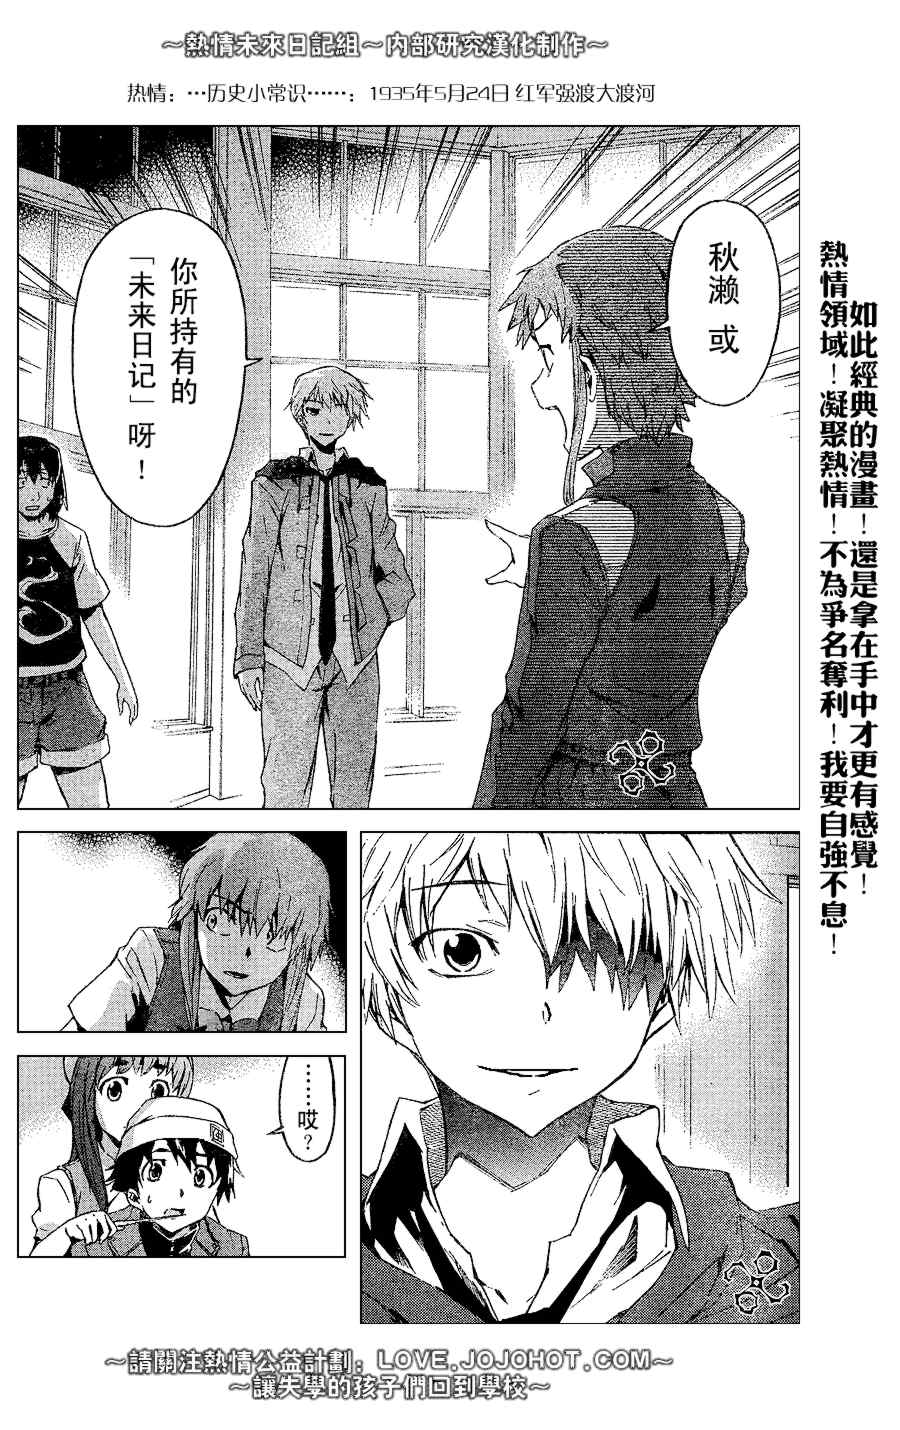 ～熱情未來日記組～內部研究漢化制作～
热情：…历史小常识……：1935年5月24日 红军强渡大渡河
秋濑 或
你所持有的
「未来日记」呀！
如此經典的漫畫！還是拿在手中才更有感覺！
熱情領域！凝聚熱情！不為爭名奪利！我要自強不息！
……哎？
～請關注熱情公益計劃：LOVE.JOJOHOT.COM～
～讓失學的孩子們回到學校～